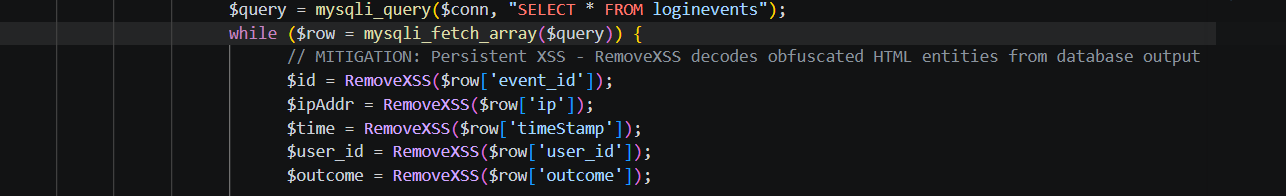 $query = mysqli_query($conn, "SELECT * FROM loginevents");
while ($row = mysqli_fetch_array($query)) {
// MITIGATION: Persistent XSS - RemoveXSS decodes obfuscated HTML entities from database output
$id = RemoveXSS($row['event_id']);
$ipAddr = RemoveXSS($row['ip']);
$time = RemoveXSS($row['timeStamp']);
$user_id = RemoveXSS($row['user_id']);
$outcome = RemoveXSS($row['outcome']);